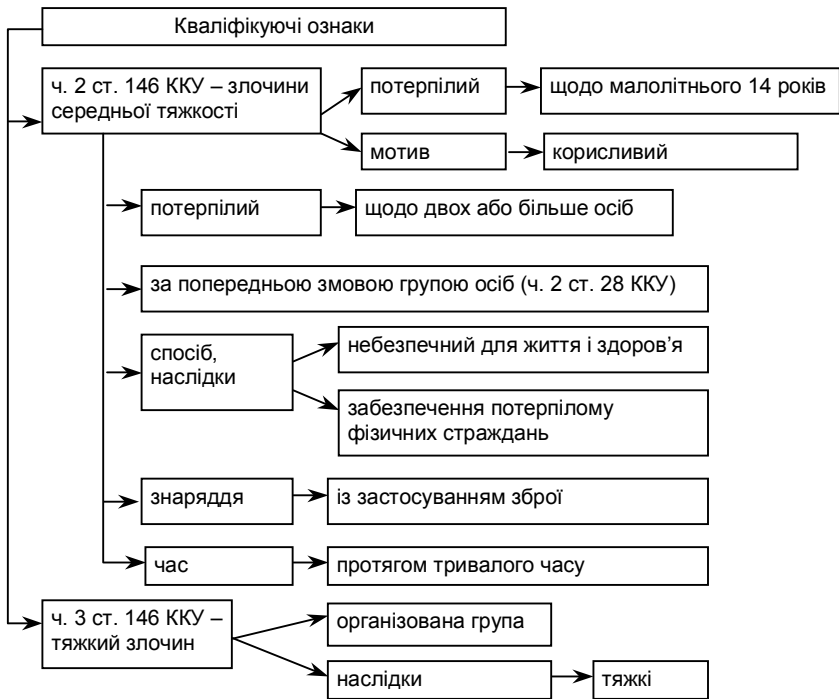 Кваліфікуючі ознаки
ч. 2 ст. 146 ККУ – злочини
середньої тяжкості
потерпілий
щодо малолітнього 14 років
мотив
корисливий
потерпілий
щодо двох або більше осіб
за попередньою змовою групою осіб (ч. 2 ст. 28 ККУ)
спосіб,
наслідки
небезпечний для життя і здоров’я
забезпечення потерпілому
фізичних страждань
знаряддя
із застосуванням зброї
час
протягом тривалого часу
ч. 3 ст. 146 ККУ –
тяжкий злочин
організована група
наслідки
тяжкі